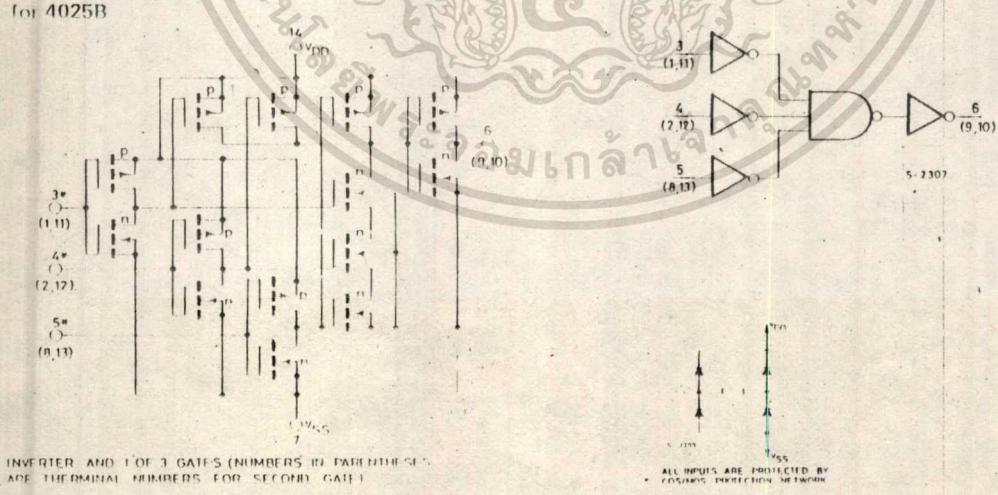 for 4025B
14
VDD
p
p
p
p
p
n
p
n
n
n
p
n
p
n
n
3*
(1,11)
4*
(2,12)
5*
(8,13)
6
(9,10)
VSS
7
INVERTER AND 1 OF 3 GATES (NUMBERS IN PARENTHESES
ARE THERMINAL NUMBERS FOR SECOND GATE)
3
(1,11)
4
(2,12)
5
(8,13)
6
(9,10)
S-2307
VDD
VSS
ALL INPUTS ARE PROTECTED BY
COS/MOS PROTECTION NETWORK